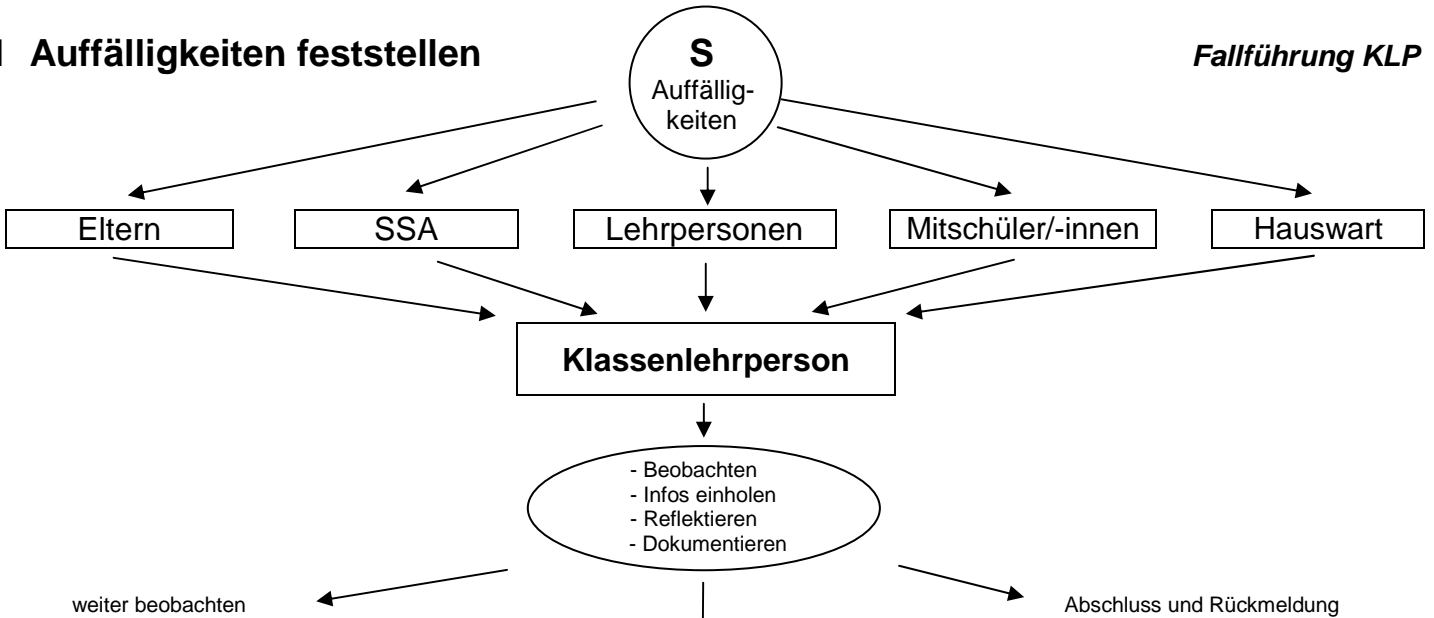 Auffälligkeiten feststellen
S
Fallführung KLP
Auffällig-
keiten
Eltern
SSA
Lehrpersonen
Mitschüler/-innen
Hauswart
Klassenlehrperson
- Beobachten
- Infos einholen
- Reflektieren
- Dokumentieren
weiter beobachten
Abschluss und Rückmeldung